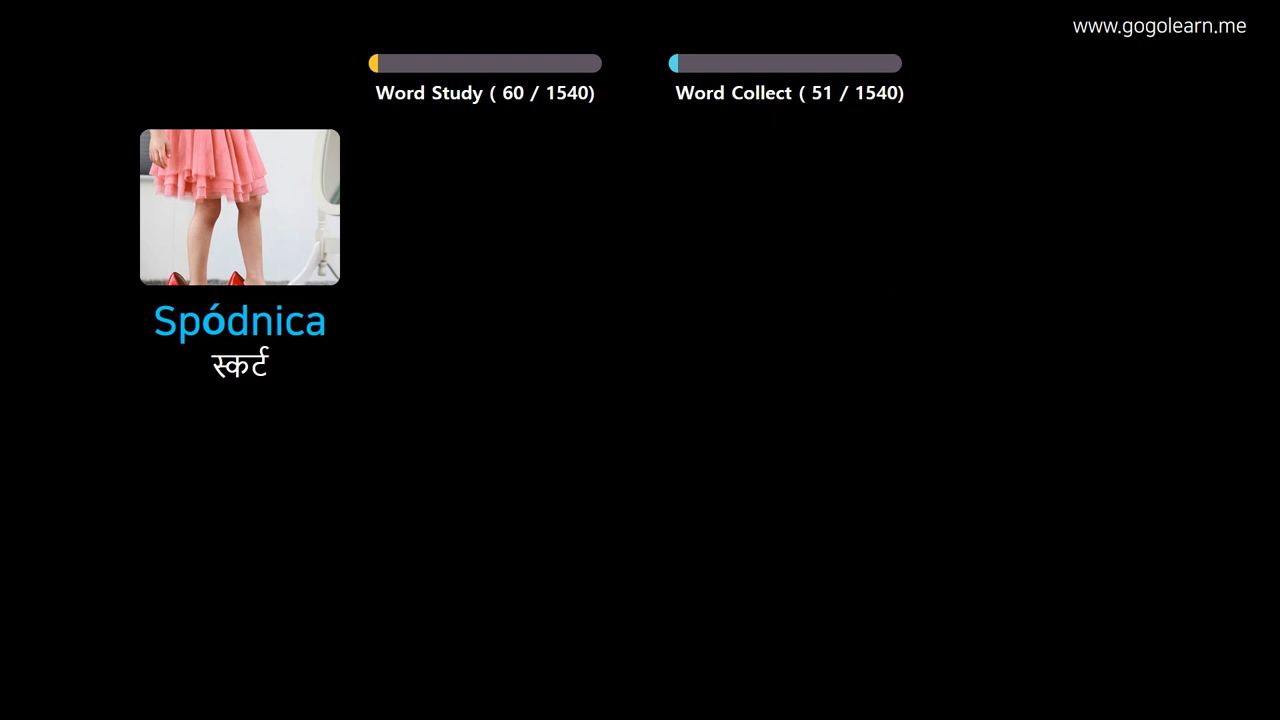 www.gogolearn.me
Word Study ( 60 / 1540)
Word Collect ( 51 / 1540)
Spódnica
स्कर्ट